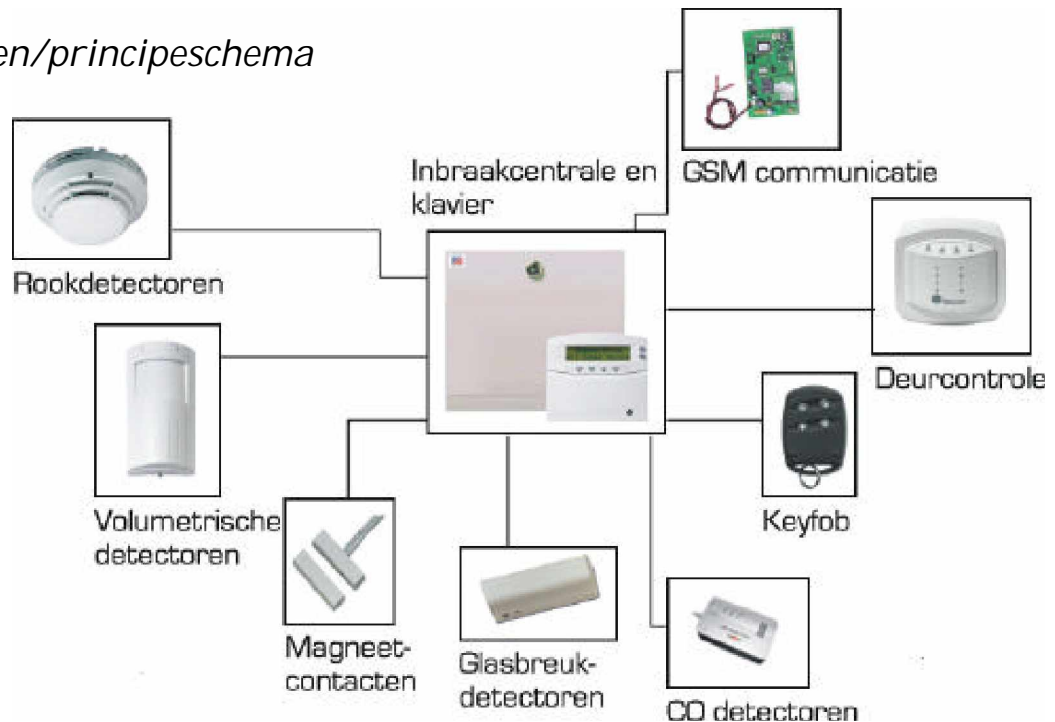 en/principeschema
GSM communicatie
Inbraakcentrale en
klavier
Rookdetectoren
Deurcontrole
Volumetrische
detectoren
Keyfob
Magneet-
contacten
Glasbreuk-
detectoren
CO detectoren